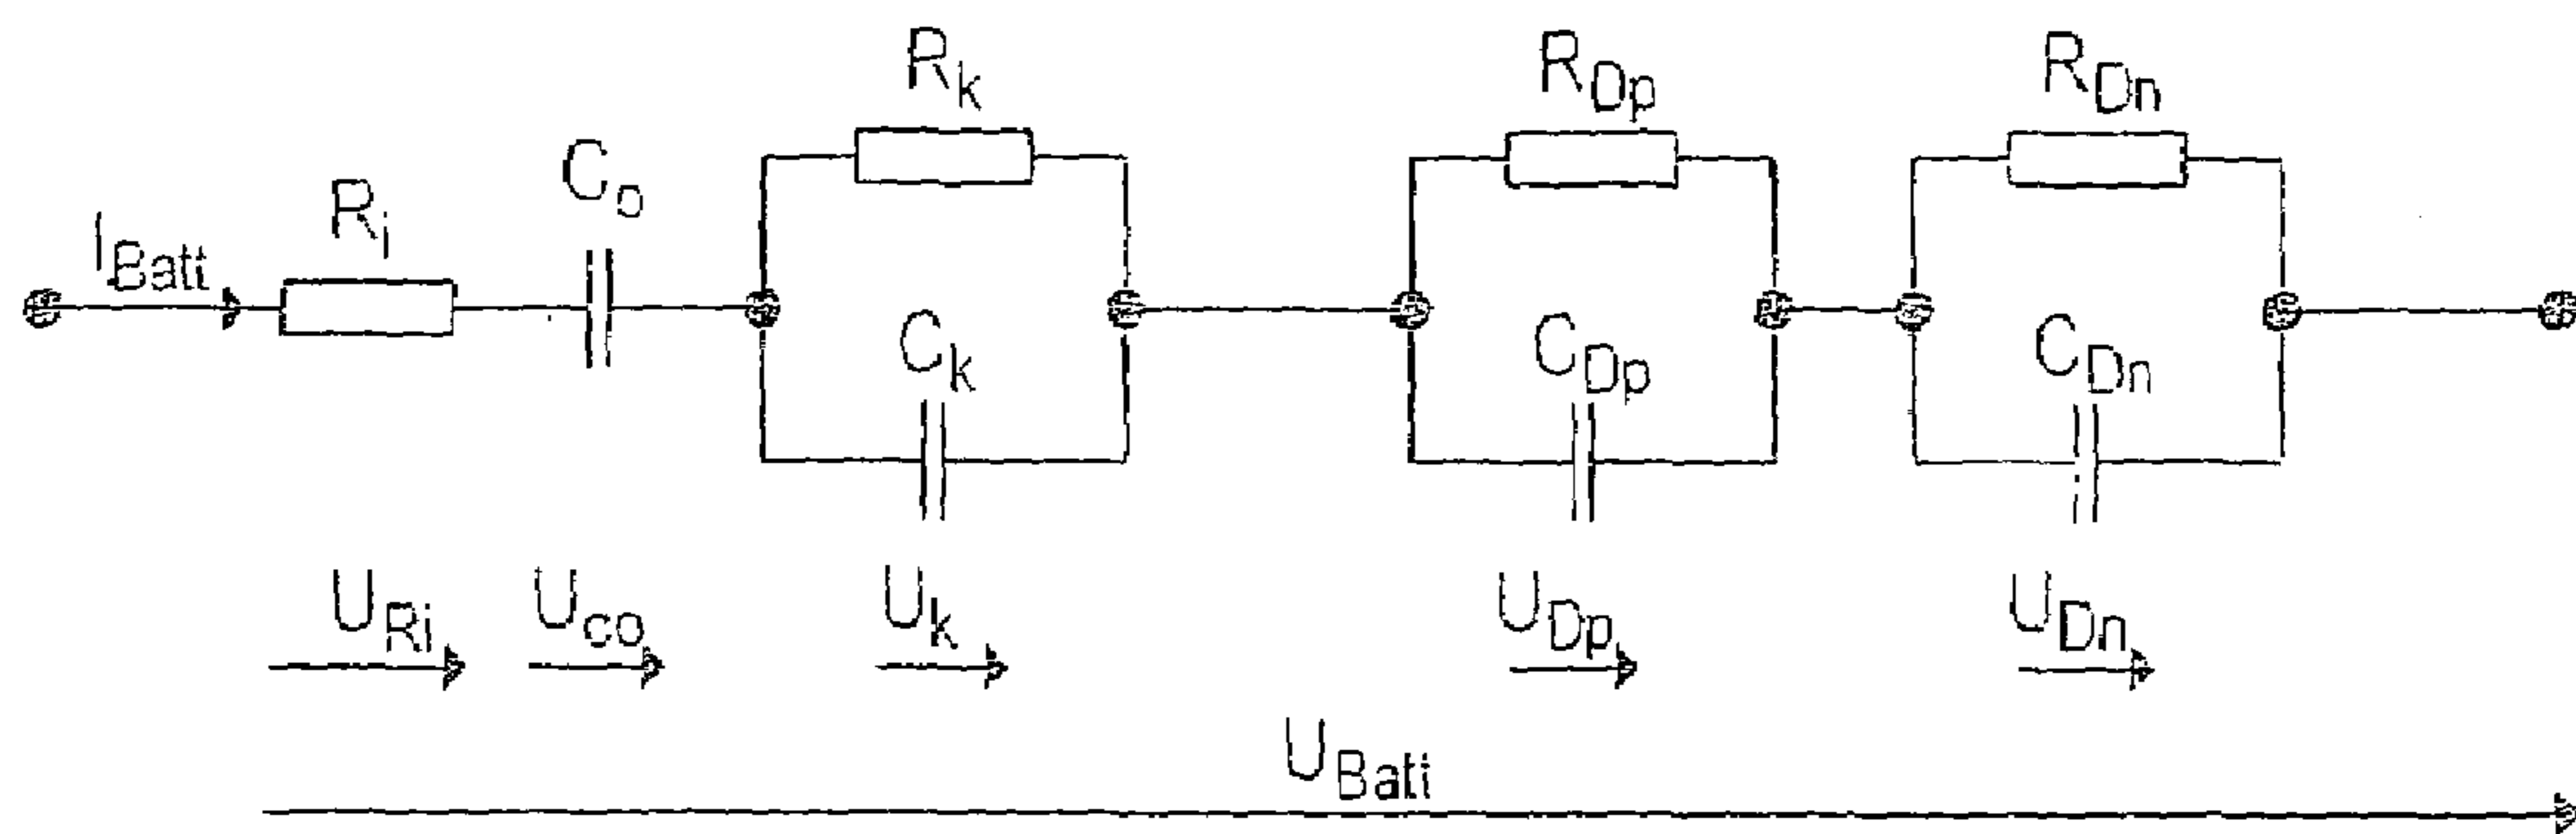 R_k R_Dp R_Dn
C_o
R_i
I_Batt
C_k C_Dp C_Dn
U_Ri U_co U_k U_Dp U_Dn
U_Batt